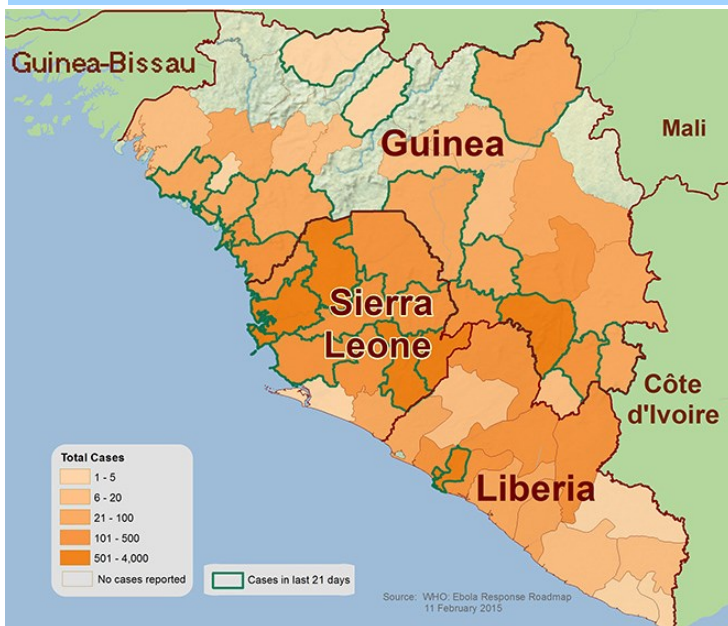 Guinea-Bissau
Mali
Guinea
Sierra
Leone
Côte
d'Ivoire
Liberia
Total Cases
1 - 5
6 - 20
21 - 100
101 - 500
501 - 4,000
No cases reported
Cases in last 21 days
Source: WHO: Ebola Response Roadmap
11 February 2015